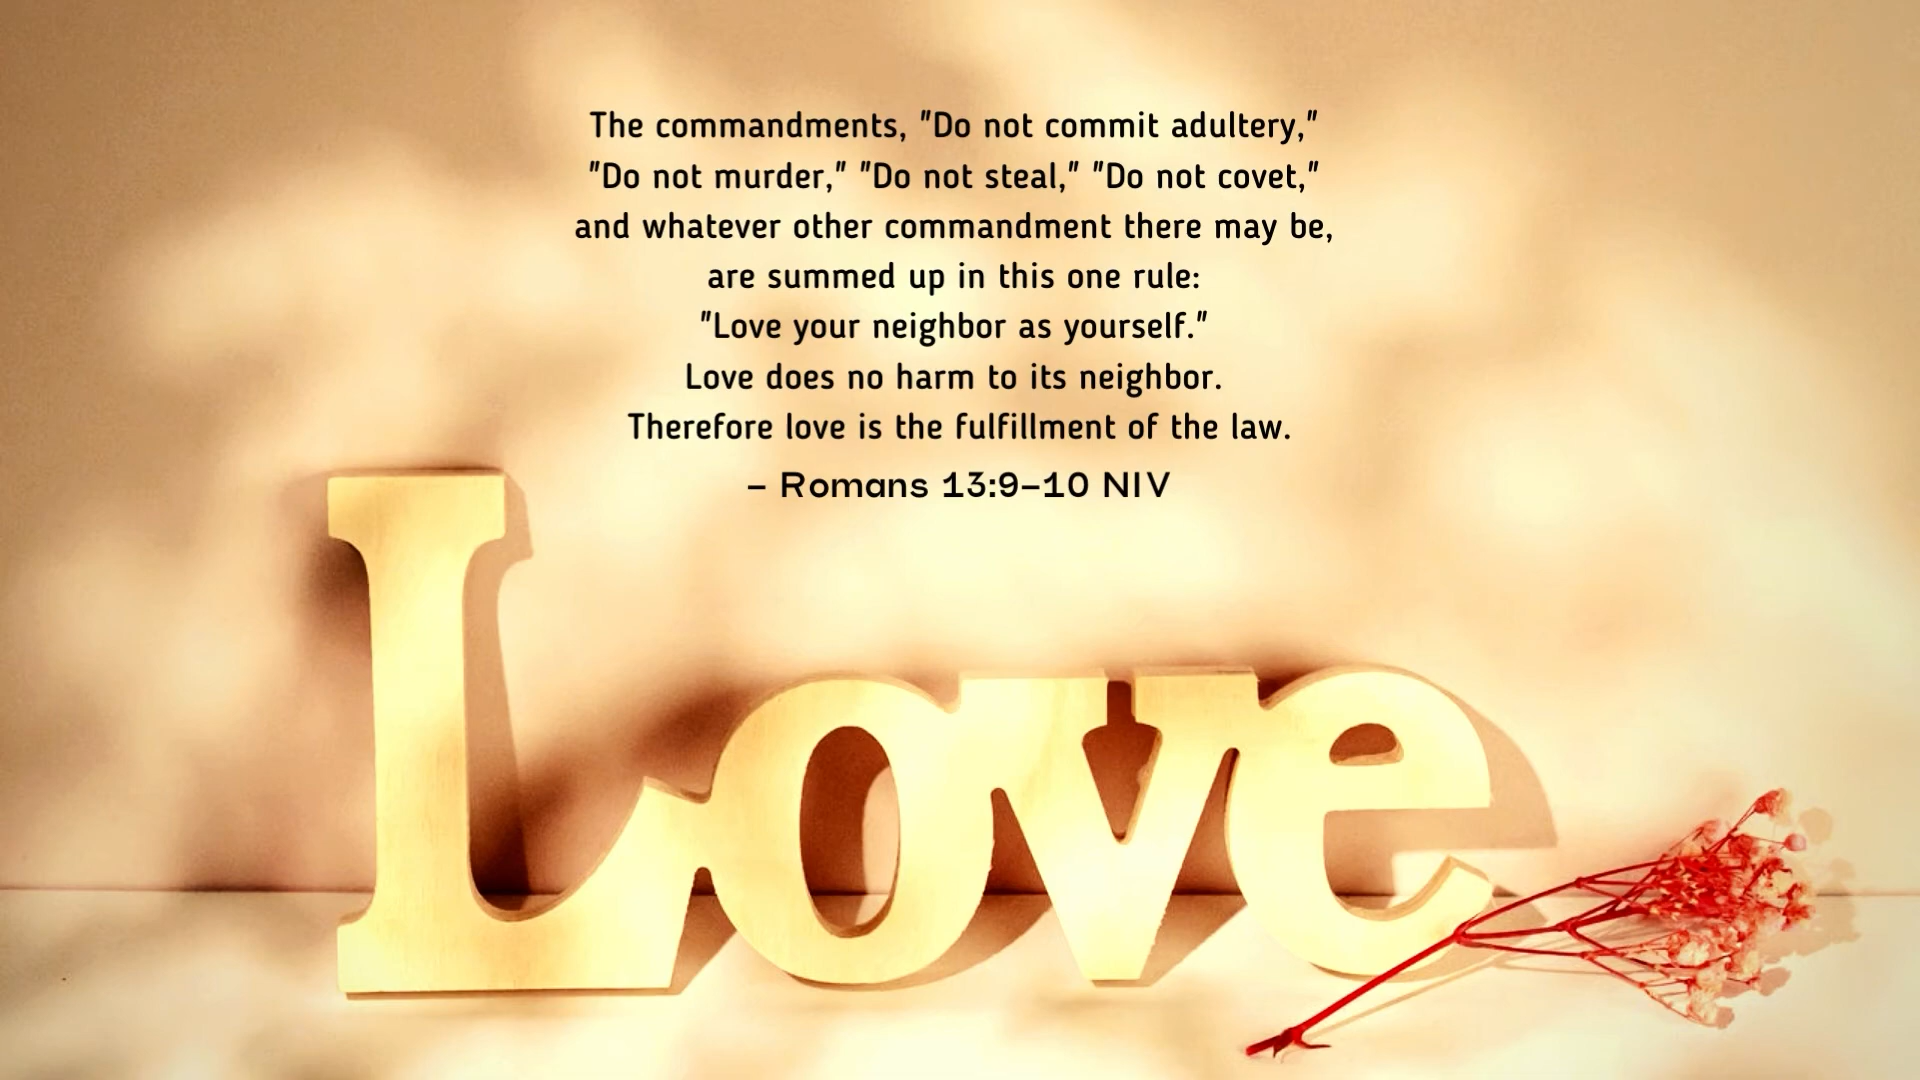 The commandments, "Do not commit adultery,"
"Do not murder," "Do not steal," "Do not covet,"
and whatever other commandment there may be,
are summed up in this one rule:
"Love your neighbor as yourself."
Love does no harm to its neighbor.
Therefore love is the fulfillment of the law.
– Romans 13:9–10 NIV
Love